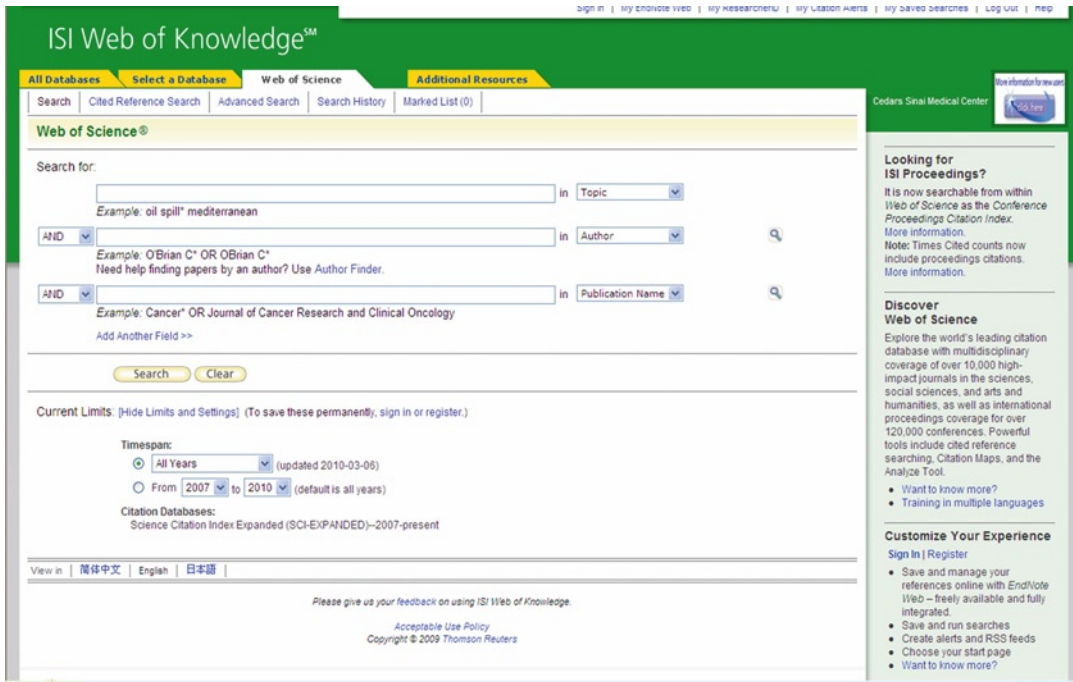 Sign In | My EndNote Web | My ResearcherID | My Citation Alerts | My Saved Searches | Log Out | Help
ISI Web of Knowledge℠
All Databases Select a Database Web of Science Additional Resources
Search | Cited Reference Search | Advanced Search | Search History | Marked List (0) |
Cedars Sinai Medical Center
More information for new users
click here
Web of Science®
Search for:
in Topic
Example: oil spill* mediterranean
AND in Author
Example: O'Brian C* OR OBrian C*
Need help finding papers by an author? Use Author Finder.
AND in Publication Name
Example: Cancer* OR Journal of Cancer Research and Clinical Oncology
Add Another Field >>
Search Clear
Current Limits: [Hide Limits and Settings] (To save these permanently, sign in or register.)
Timespan:
All Years (updated 2010-03-06)
From 2007 to 2010 (default is all years)
Citation Databases:
Science Citation Index Expanded (SCI-EXPANDED)--2007-present
View in | 简体中文 | English | 日本語 |
Please give us your feedback on using ISI Web of Knowledge.
Acceptable Use Policy
Copyright © 2009 Thomson Reuters
Looking for
ISI Proceedings?
It is now searchable from within
Web of Science as the Conference
Proceedings Citation Index.
More information.
Note: Times Cited counts now
include proceedings citations.
More information.
Discover
Web of Science
Explore the world's leading citation
database with multidisciplinary
coverage of over 10,000 high-
impact journals in the sciences,
social sciences, and arts and
humanities, as well as international
proceedings coverage for over
120,000 conferences. Powerful
tools include cited reference
searching, Citation Maps, and the
Analyze Tool.
• Want to know more?
• Training in multiple languages
Customize Your Experience
Sign In | Register
• Save and manage your
references online with EndNote
Web – freely available and fully
integrated.
• Save and run searches
• Create alerts and RSS feeds
• Choose your start page
• Want to know more?